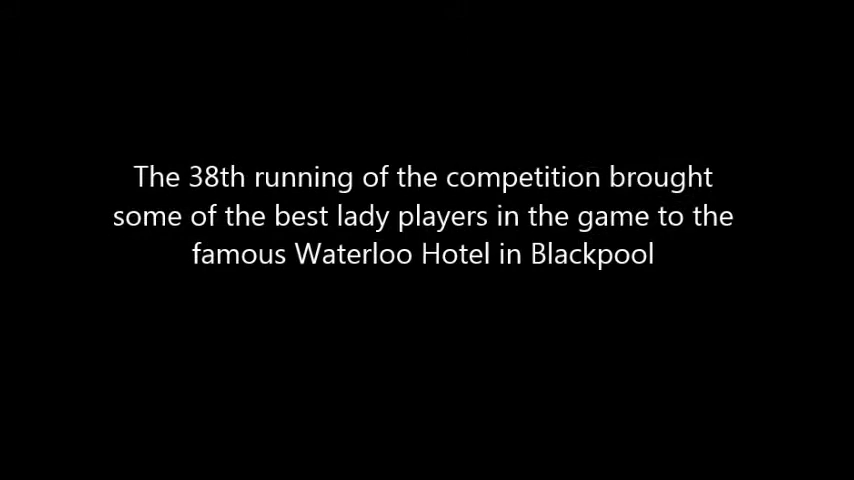 The 38th running of the competition brought
some of the best lady players in the game to the
famous Waterloo Hotel in Blackpool